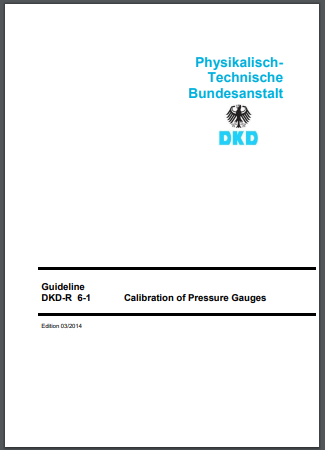 Physikalisch-
Technische
Bundesanstalt
DKD
Guideline
DKD-R 6-1 Calibration of Pressure Gauges
Edition 03/2014